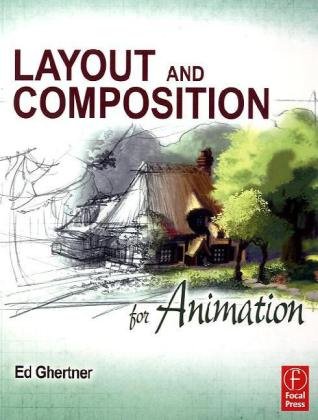 LAYOUT AND
COMPOSITION
for Animation
Ed Ghertner
F
Focal
Press